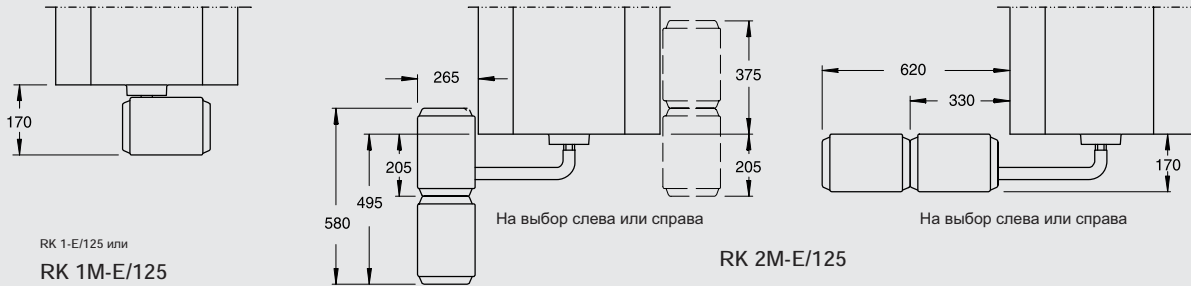 170
RK 1-E/125 или
RK 1M-E/125
265
375
205
205
495
580
На выбор слева или справа
RK 2M-E/125
620
330
170
На выбор слева или справа